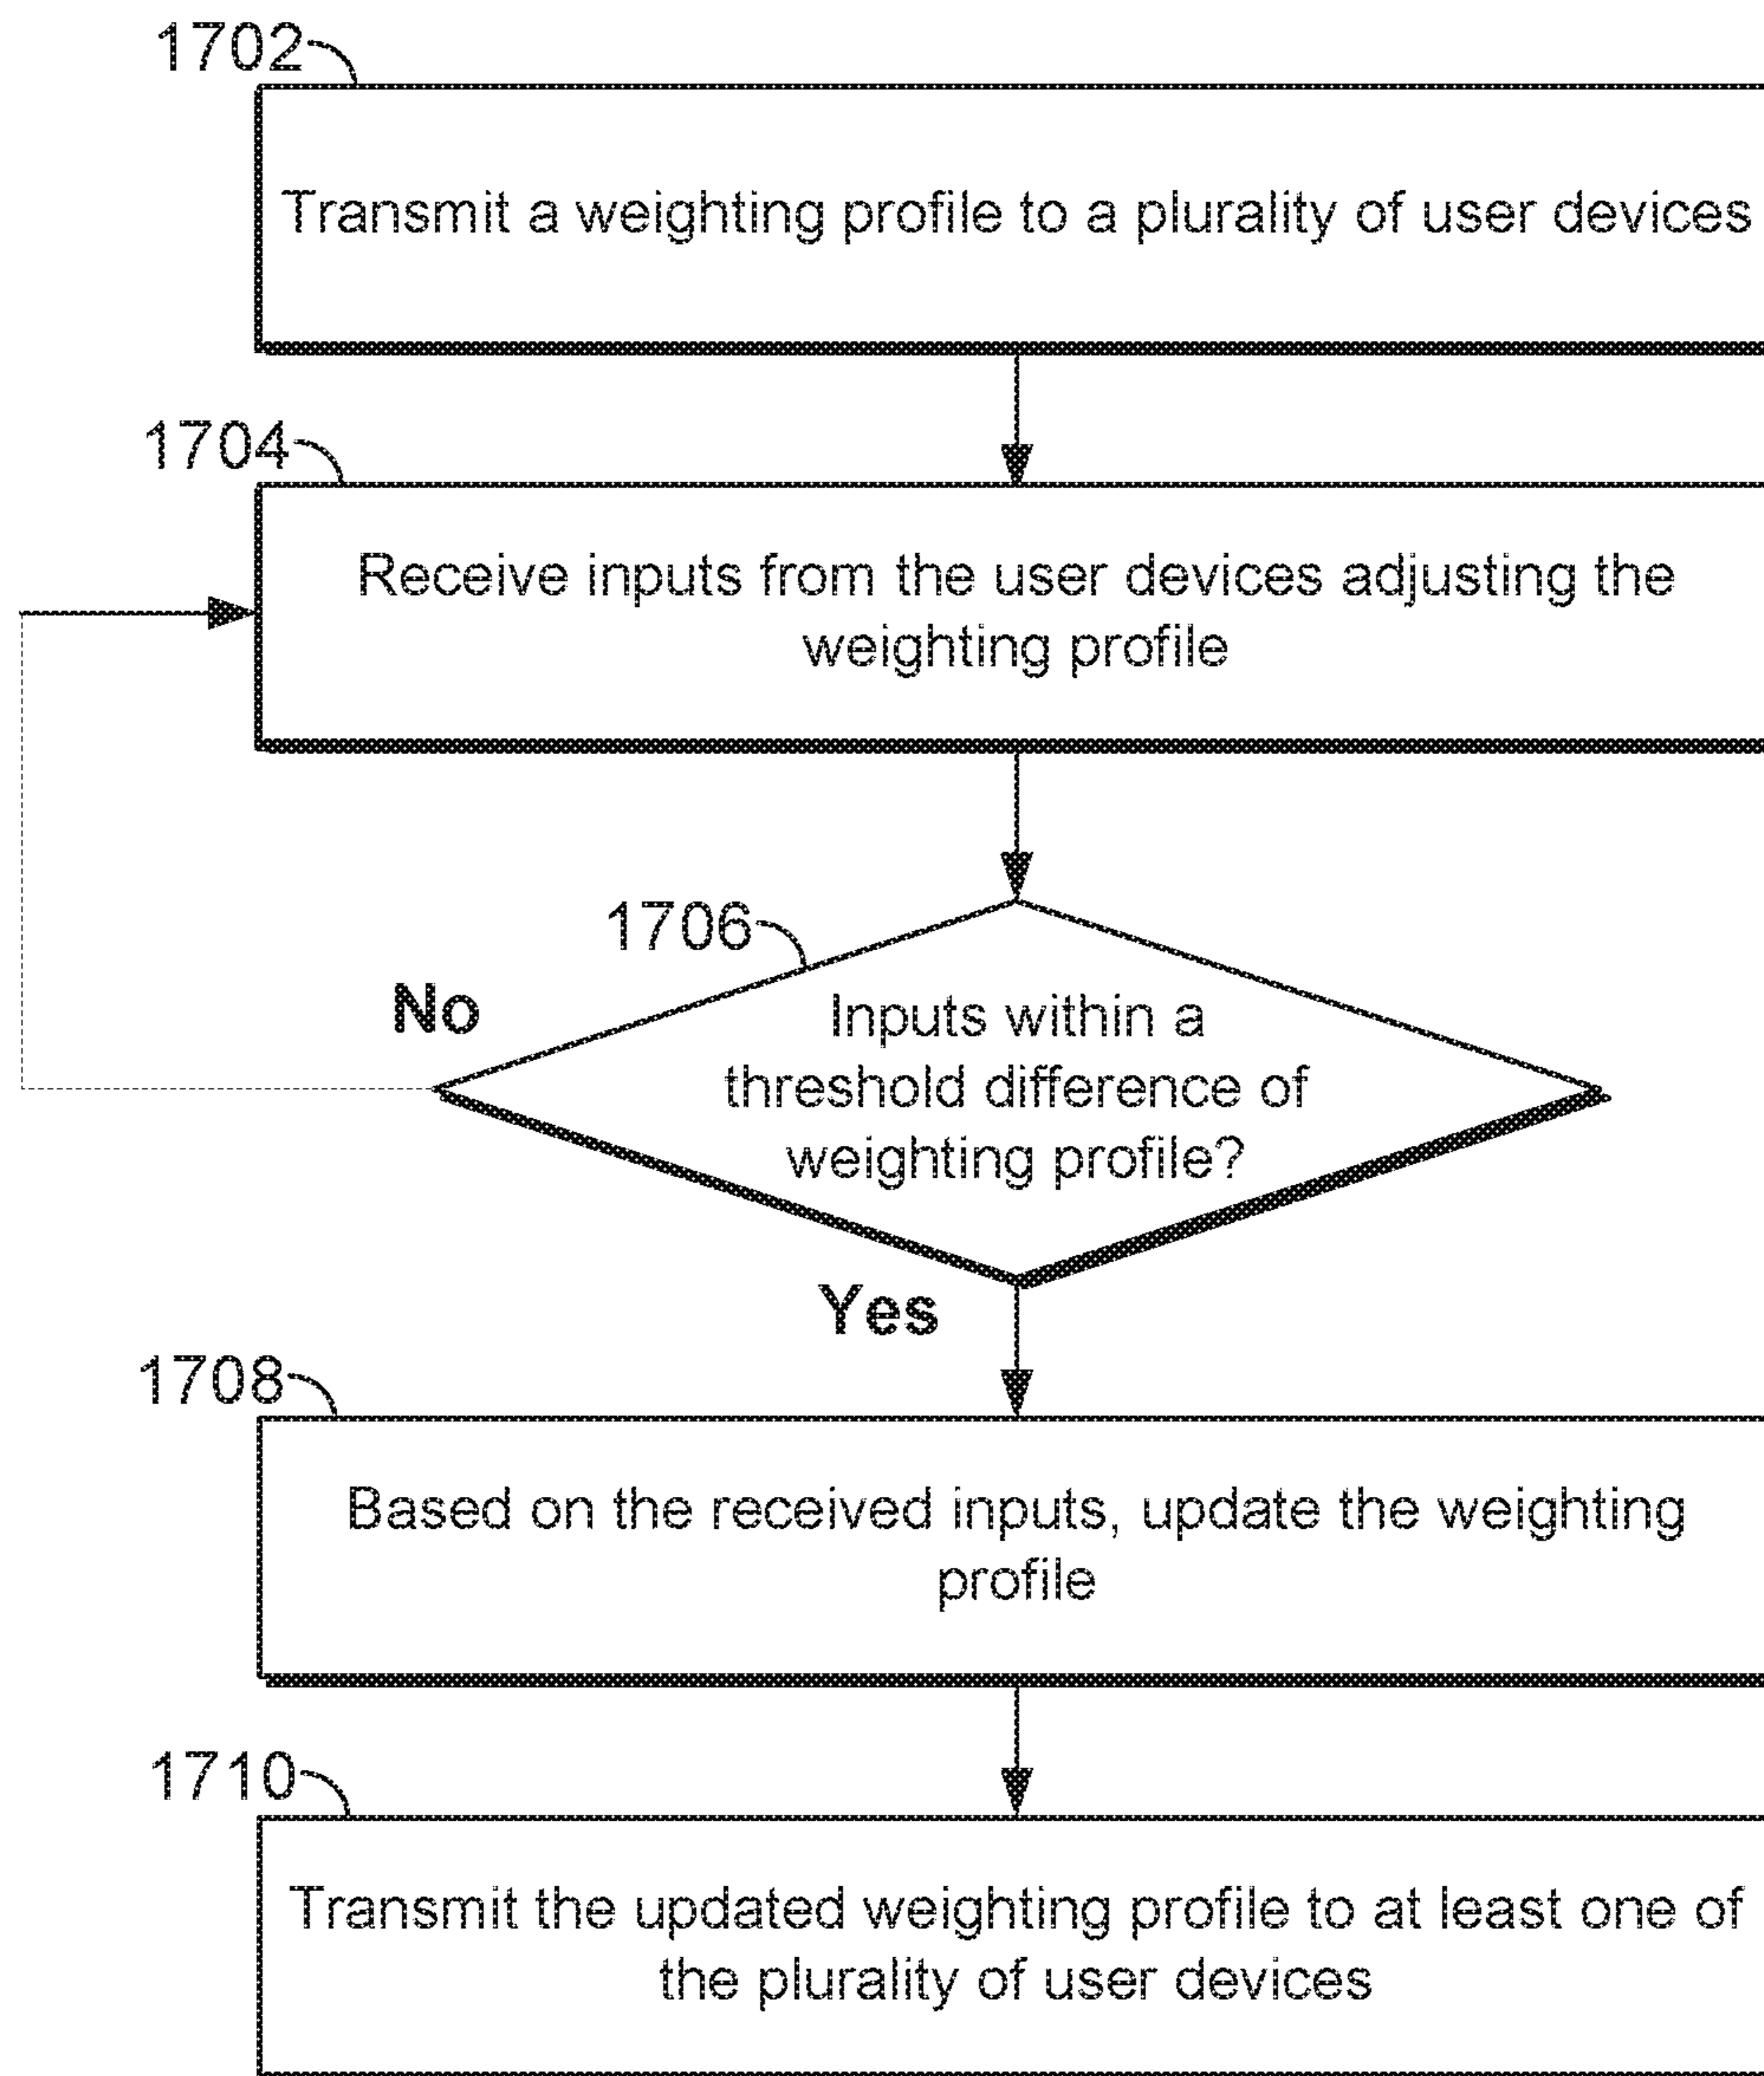 1702
Transmit a weighting profile to a plurality of user devices
1704
Receive inputs from the user devices adjusting the
weighting profile
1706
No
Inputs within a
threshold difference of
weighting profile?
Yes
1708
Based on the received inputs, update the weighting
profile
1710
Transmit the updated weighting profile to at least one of
the plurality of user devices